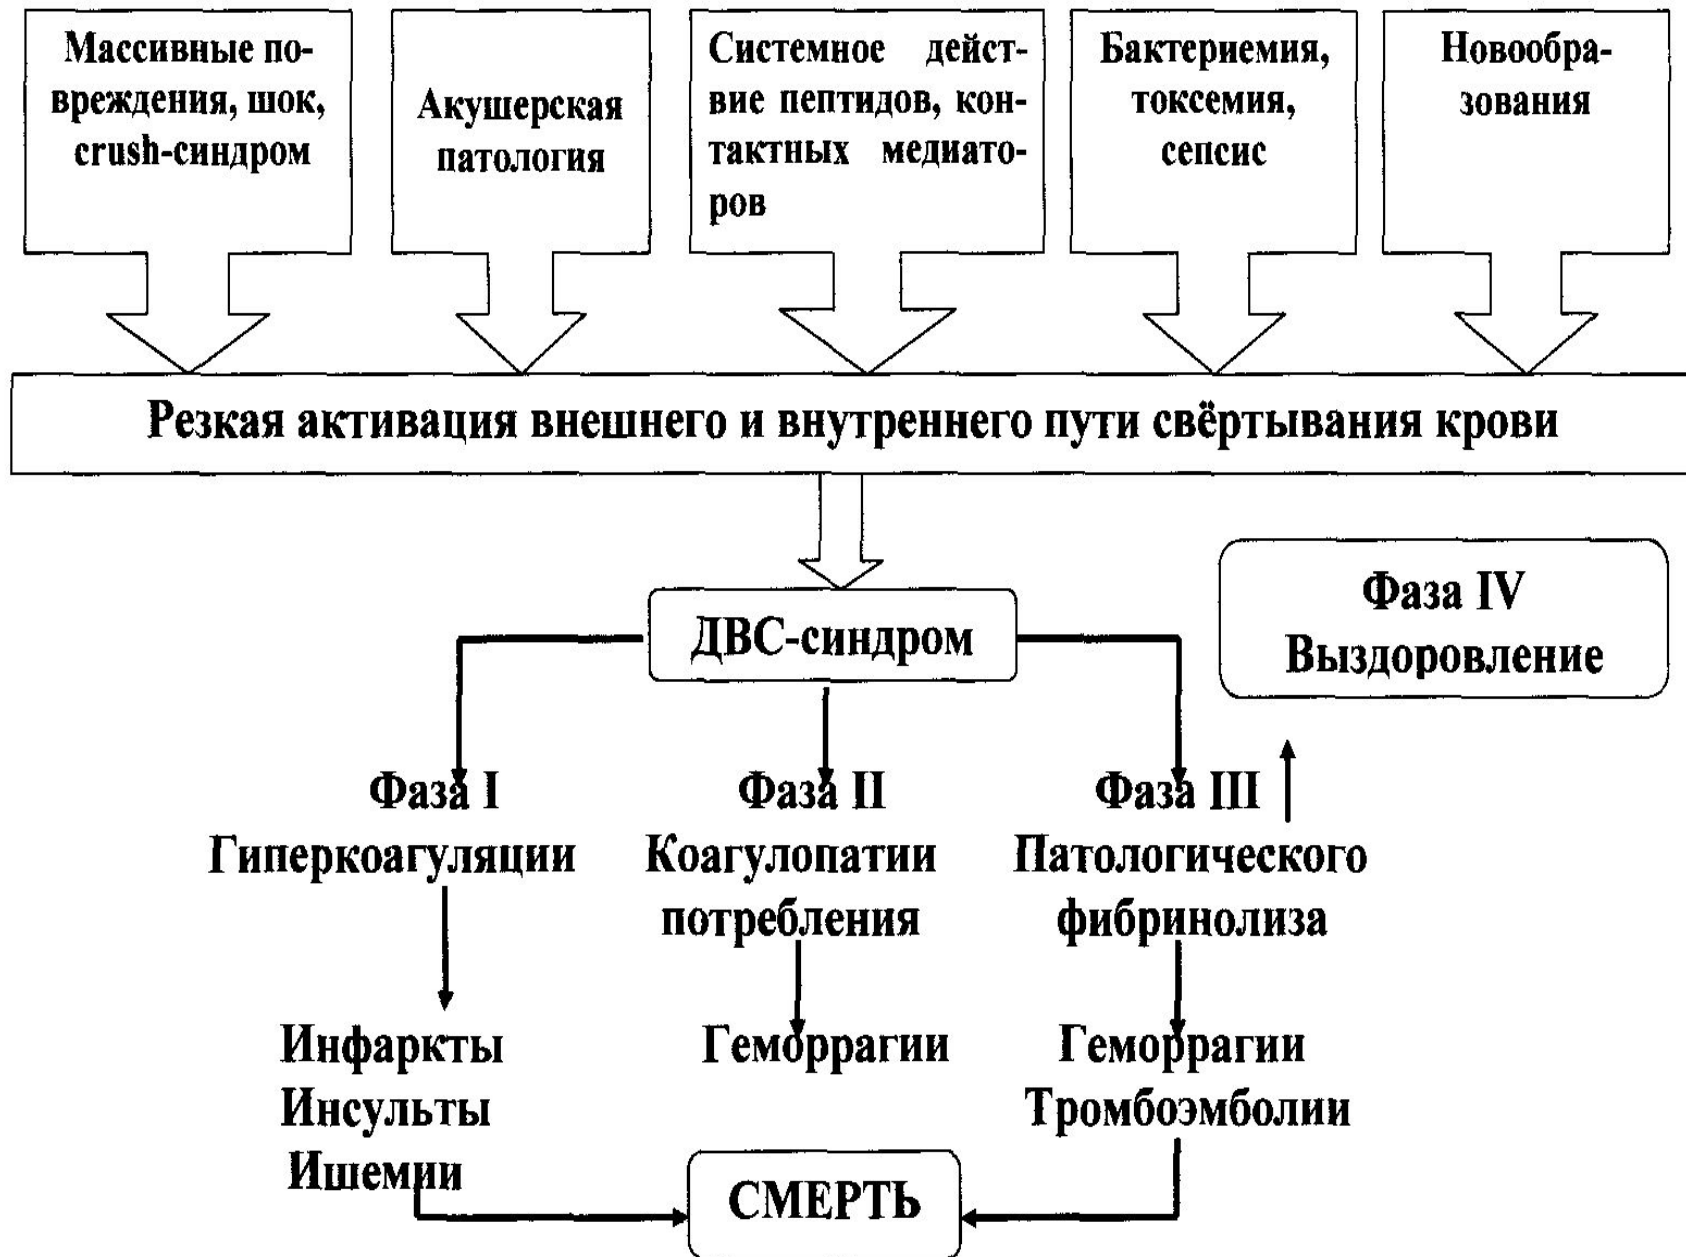 Массивные по-
вреждения, шок,
crush-синдром
Акушерская
патология
Системное дейст-
вие пептидов, кон-
тактных медиато-
ров
Бактериемия,
токсемия,
сепсис
Новообра-
зования
Резкая активация внешнего и внутреннего пути свёртывания крови
ДВС-синдром
Фаза IV
Выздоровление
Фаза I
Гиперкоагуляции
Фаза II
Коагулопатии
потребления
Фаза III
Патологического
фибринолиза
Инфаркты
Инсульты
Ишемии
Геморрагии
Геморрагии
Тромбоэмболии
СМЕРТЬ